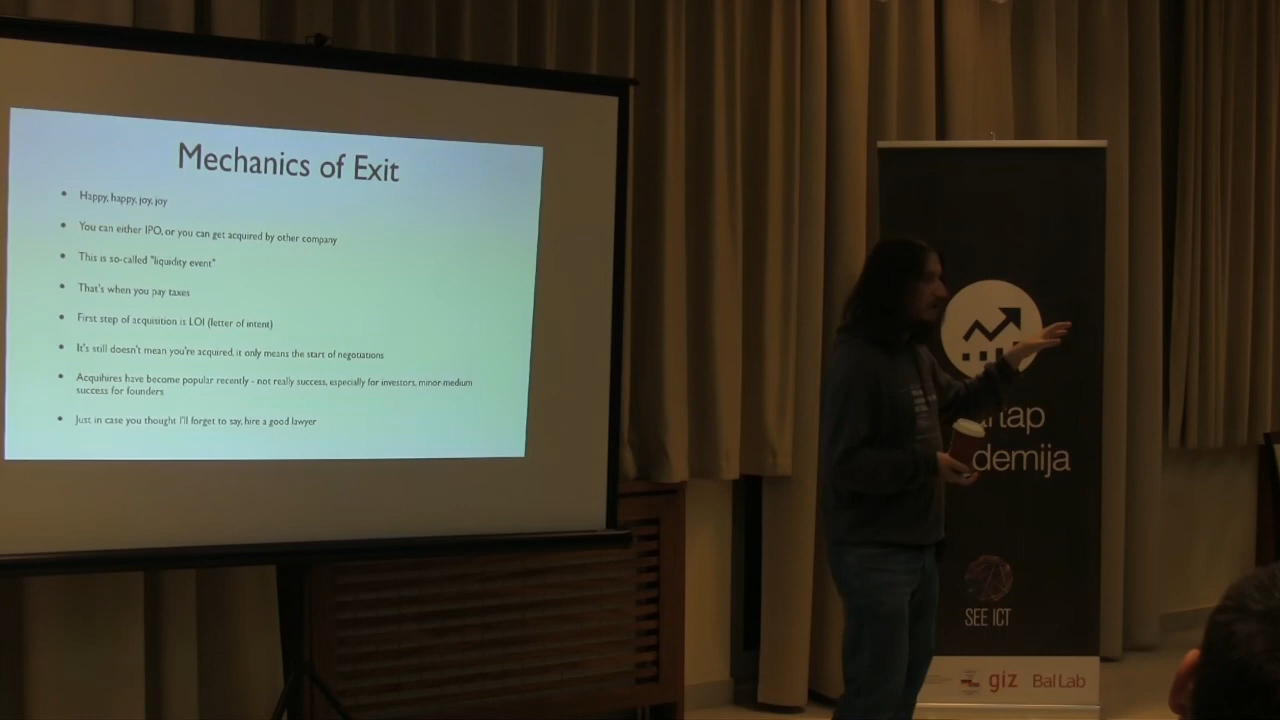 Mechanics of Exit
• Happy, happy, joy, joy
• You can either IPO, or you can get acquired by other company
• This is so-called "liquidity event"
• That's when you pay taxes
• First step of acquisition is LOI (letter of intent)
• It's still doesn't mean you're acquired, it only means the start of negotiations
• Acquihires have become popular recently - not really success, especially for investors, minor medium
success for founders
• Just in case you thought I'll forget to say, hire a good lawyer
tap
demija
SEE ICT
giz BalLab